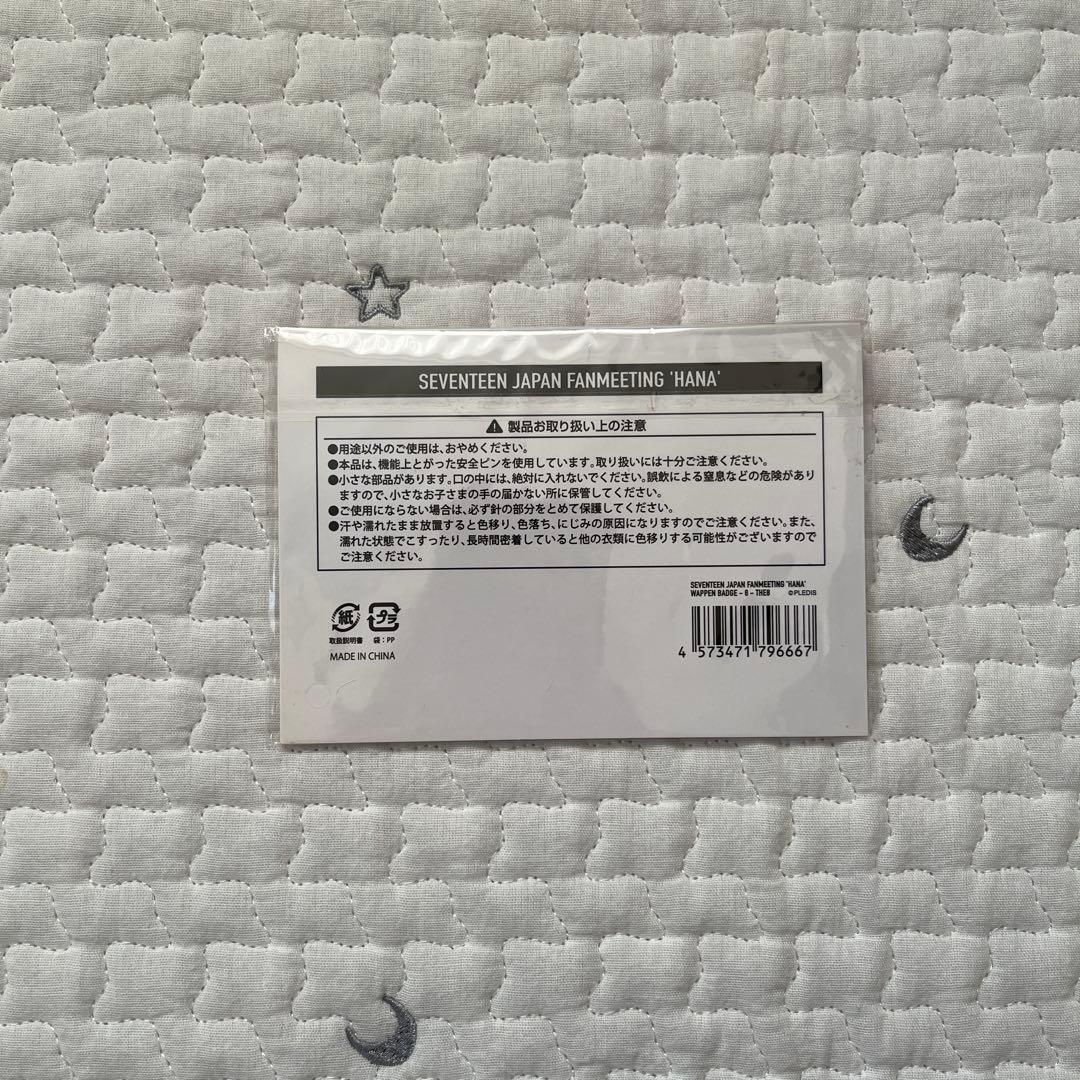 SEVENTEEN JAPAN FANMEETING 'HANA'
⚠ 製品お取り扱い上の注意
●用途以外のご使用は、おやめください。
●本品は、機能上とがった安全ピンを使用しています。取り扱いには十分ご注意ください。
●小さな部品があります。口の中には、絶対に入れないでください。誤飲による窒息などの危険があり
ますので、小さなお子さまの手の届かない所に保管してください。
●ご使用にならない場合は、必ず針の部分をとめて保護してください。
●汗や濡れたまま放置すると色移り、色落ち、にじみの原因になりますのでご注意ください。また、
濡れた状態でこすったり、長時間密着していると他の衣類に色移りする可能性がございますので
ご注意ください。
SEVENTEEN JAPAN FANMEETING 'HANA'
WAPPEN BADGE - 8 - THE8 ©PLEDIS
紙 プラ
取扱説明書 袋：PP
MADE IN CHINA
4 573471 796667